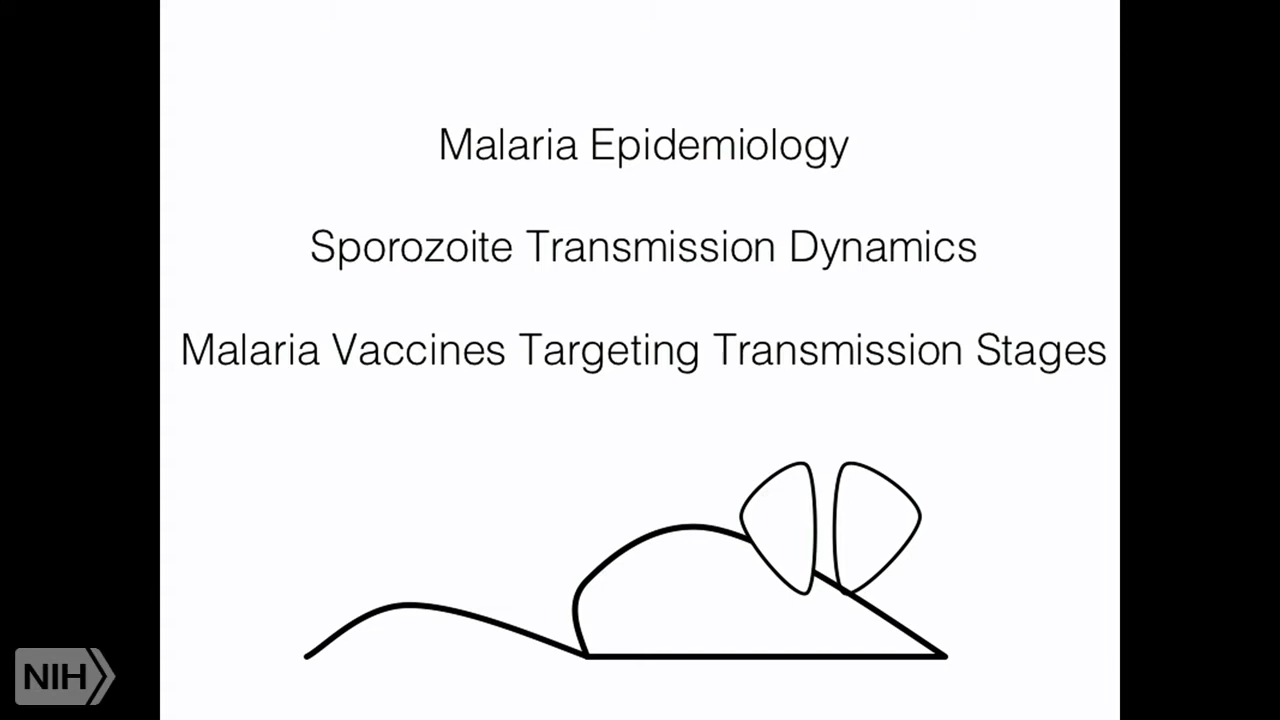 Malaria Epidemiology
Sporozoite Transmission Dynamics
Malaria Vaccines Targeting Transmission Stages
NIH